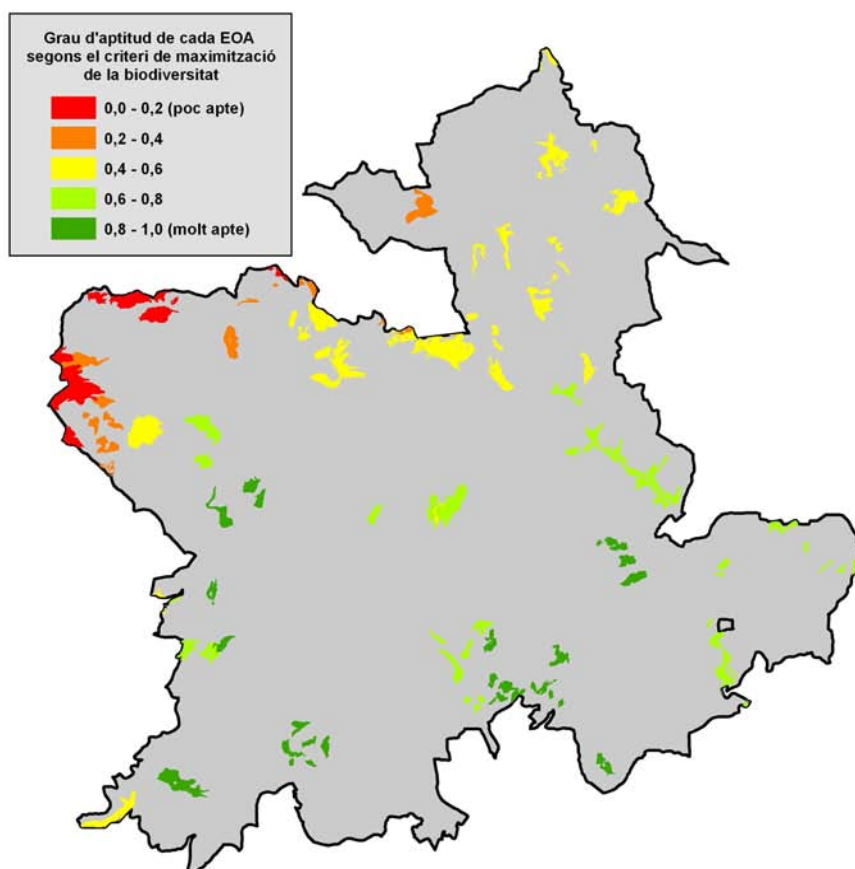 Grau d'aptitud de cada EOA
segons el criteri de maximització
de la biodiversitat
0,0 - 0,2 (poc apte)
0,2 - 0,4
0,4 - 0,6
0,6 - 0,8
0,8 - 1,0 (molt apte)